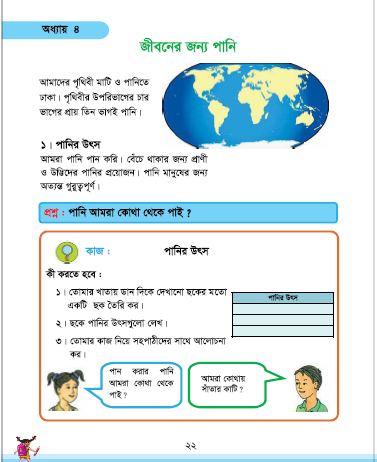 অধ্যায় ৪
জীবনের জন্য পানি
আমাদের পৃথিবী মাটি ও পানিতে
ঢাকা। পৃথিবীর উপরিভাগের চার
ভাগের প্রায় তিন ভাগই পানি।
১। পানির উৎস
আমরা পানি পান করি। বেঁচে থাকার জন্য প্রাণী
ও উদ্ভিদের পানির প্রয়োজন। পানি মানুষের জন্য
অত্যন্ত গুরুত্বপূর্ণ।
প্রশ্ন : পানি আমরা কোথা থেকে পাই ?
কাজ : পানির উৎস
কী করতে হবে :
১। তোমার খাতায় ডান দিকে দেখানো ছকের মতো
একটি ছক তৈরি কর।
পানির উৎস
২। ছকে পানির উৎসগুলো লেখ।
৩। তোমার কাজ নিয়ে সহপাঠীদের সাথে আলোচনা
কর।
পান করার পানি
আমরা কোথা থেকে
পাই ?
আমরা কোথায়
সাঁতার কাটি ?
২২